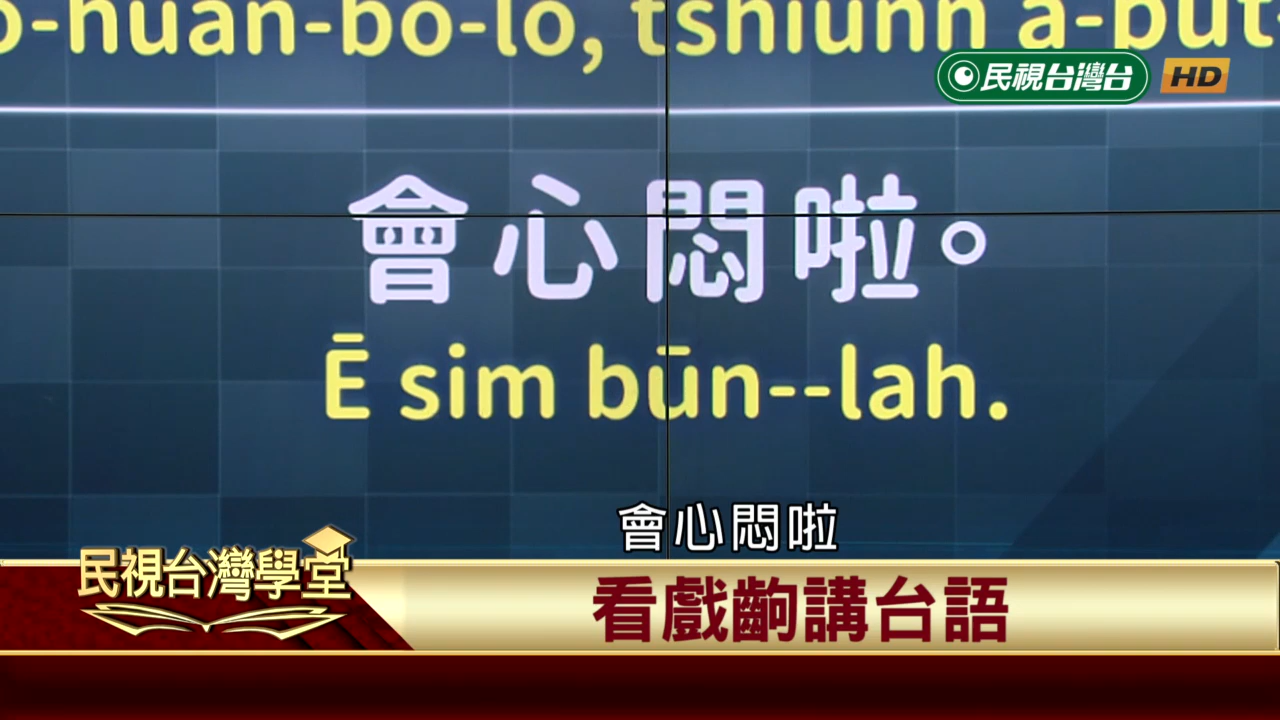 o-huan-bo-lo, tshiunn a-put-
民視台灣台 HD
會心悶啦。
Ē sim būn--lah.
會心悶啦
民視台灣學堂
看戲齣講台語